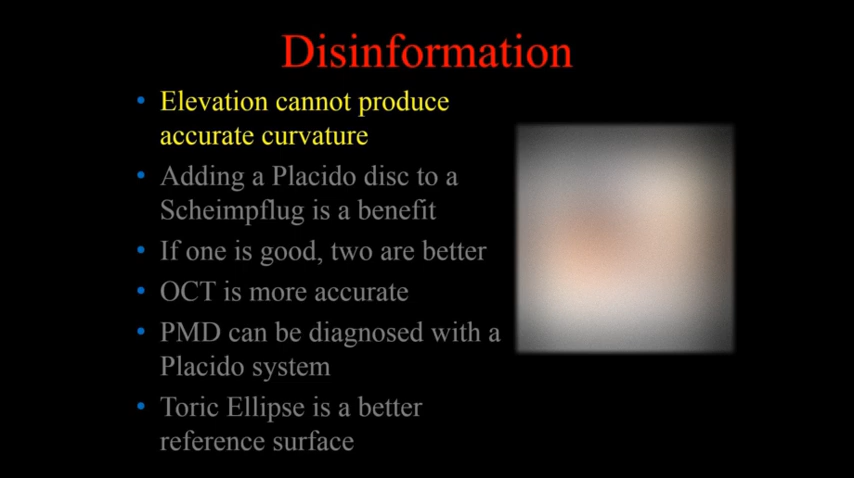 Disinformation
• Elevation cannot produce
accurate curvature
• Adding a Placido disc to a
Scheimpflug is a benefit
• If one is good, two are better
• OCT is more accurate
• PMD can be diagnosed with a
Placido system
• Toric Ellipse is a better
reference surface